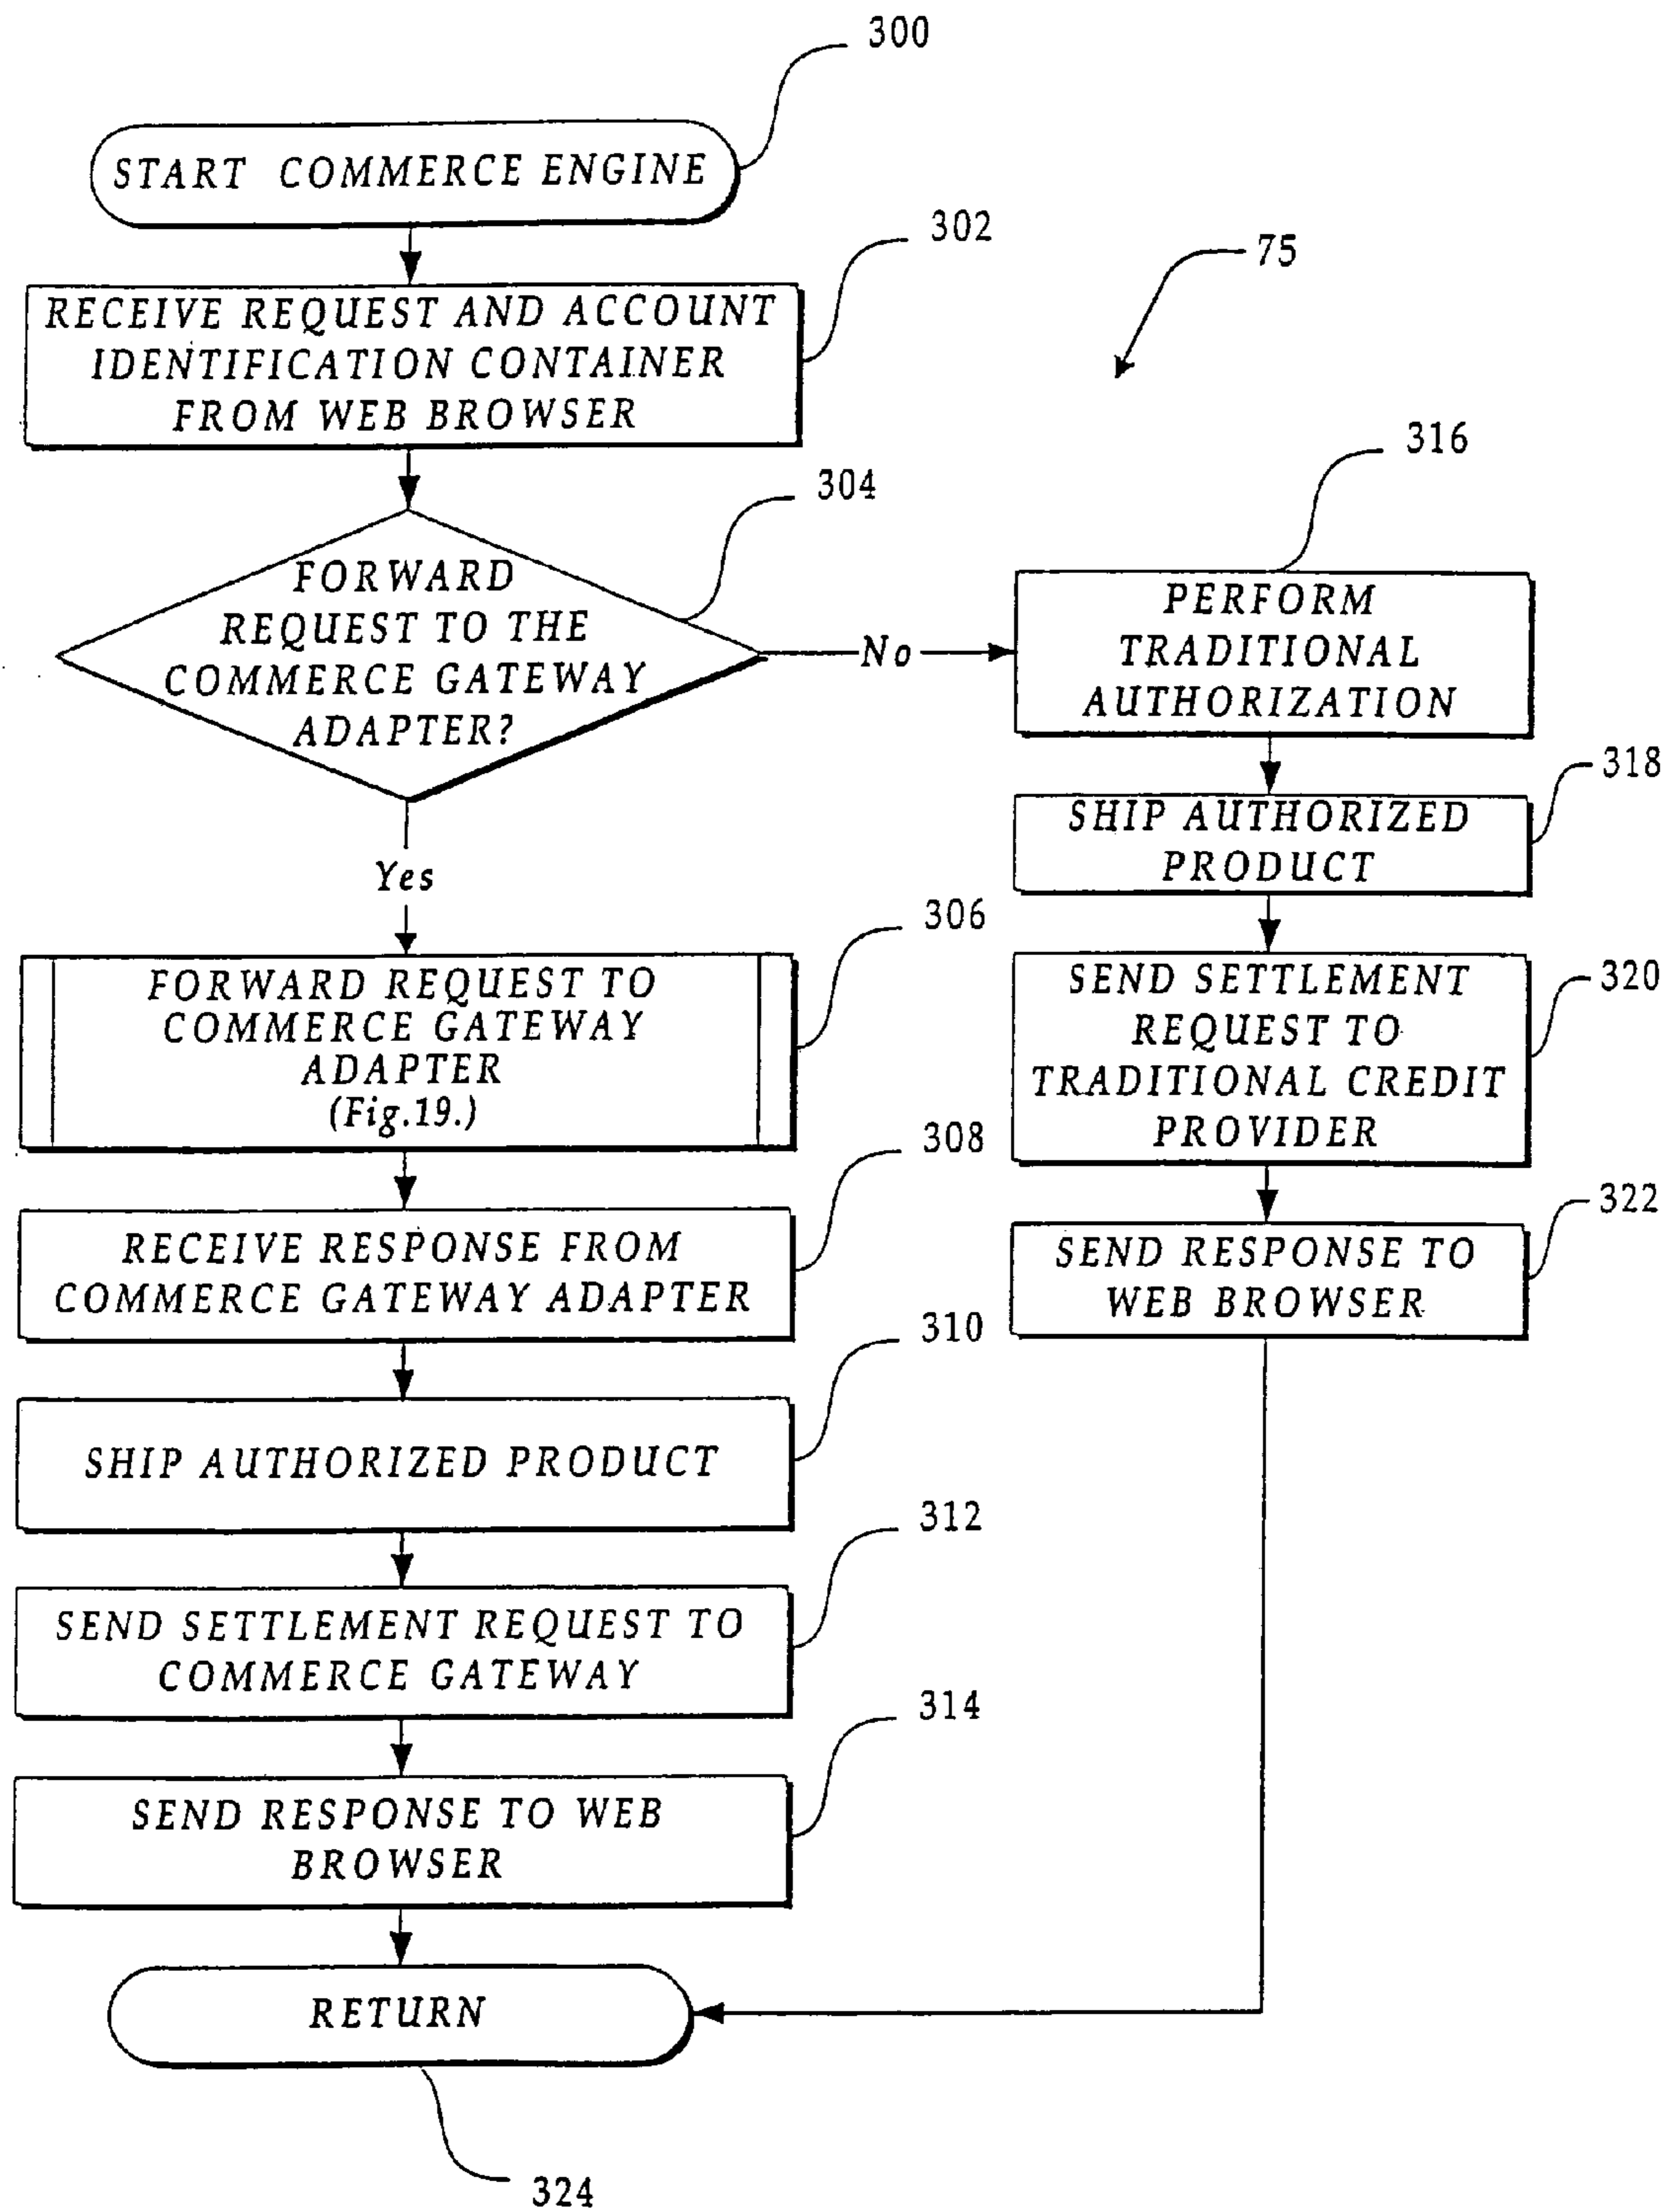 300
START COMMERCE ENGINE
302
RECEIVE REQUEST AND ACCOUNT
IDENTIFICATION CONTAINER
FROM WEB BROWSER
75
304
FORWARD
REQUEST TO THE
COMMERCE GATEWAY
ADAPTER?
No
Yes
316
PERFORM
TRADITIONAL
AUTHORIZATION
318
SHIP AUTHORIZED
PRODUCT
320
SEND SETTLEMENT
REQUEST TO
TRADITIONAL CREDIT
PROVIDER
322
SEND RESPONSE TO
WEB BROWSER
306
FORWARD REQUEST TO
COMMERCE GATEWAY
ADAPTER
(Fig.19.)
308
RECEIVE RESPONSE FROM
COMMERCE GATEWAY ADAPTER
310
SHIP AUTHORIZED PRODUCT
312
SEND SETTLEMENT REQUEST TO
COMMERCE GATEWAY
314
SEND RESPONSE TO WEB
BROWSER
RETURN
324